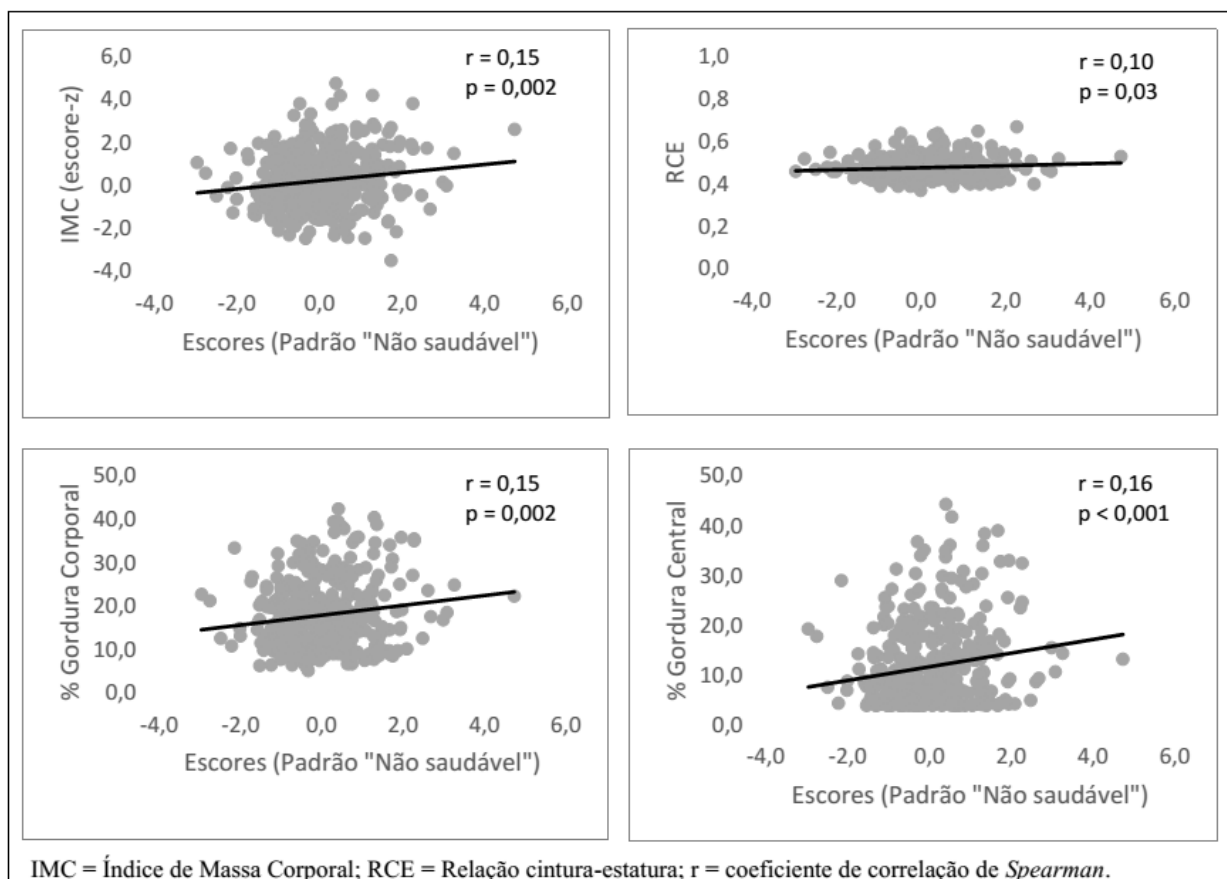 6,0
4,0
2,0
0,0
-2,0
-4,0
IMC (escore-z)
r = 0,15
p = 0,002
-4,0 -2,0 0,0 2,0 4,0 6,0
Escores (Padrão "Não saudável")
1,0
0,8
0,6
0,4
0,2
0,0
RCE
r = 0,10
p = 0,03
-4,0 -2,0 0,0 2,0 4,0 6,0
Escores (Padrão "Não saudável")
50,0
40,0
30,0
20,0
10,0
0,0
% Gordura Corporal
r = 0,15
p = 0,002
-4,0 -2,0 0,0 2,0 4,0 6,0
Escores (Padrão "Não saudável")
50,0
40,0
30,0
20,0
10,0
0,0
% Gordura Central
r = 0,16
p < 0,001
-4,0 -2,0 0,0 2,0 4,0 6,0
Escores (Padrão "Não saudável")
IMC = Índice de Massa Corporal; RCE = Relação cintura-estatura; r = coeficiente de correlação de Spearman.